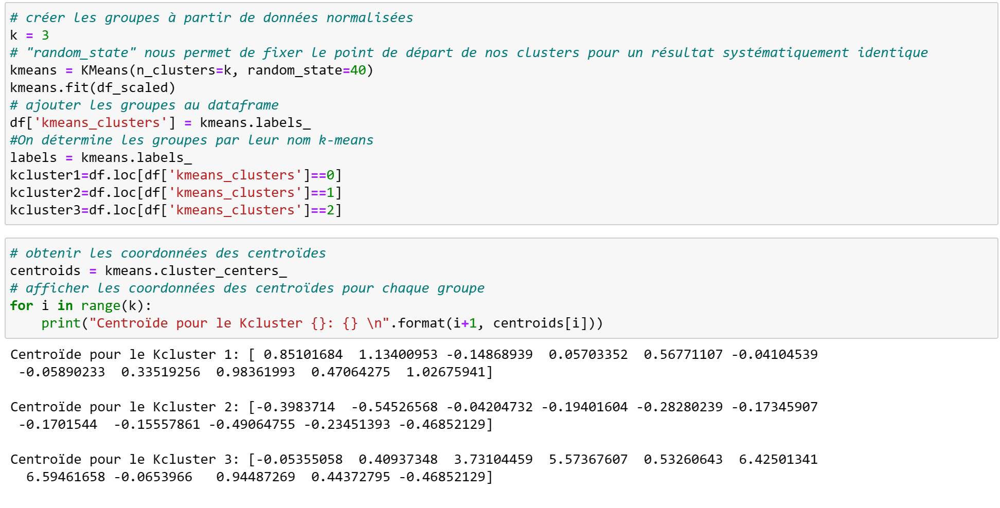 # créer les groupes à partir de données normalisées
k = 3
# "random_state" nous permet de fixer le point de départ de nos clusters pour un résultat systématiquement identique
kmeans = KMeans(n_clusters=k, random_state=40)
kmeans.fit(df_scaled)
# ajouter les groupes au dataframe
df['kmeans_clusters'] = kmeans.labels_
#On détermine les groupes par leur nom k-means
labels = kmeans.labels_
kcluster1=df.loc[df['kmeans_clusters']==0]
kcluster2=df.loc[df['kmeans_clusters']==1]
kcluster3=df.loc[df['kmeans_clusters']==2]
# obtenir les coordonnées des centroïdes
centroids = kmeans.cluster_centers_
# afficher les coordonnées des centroïdes pour chaque groupe
for i in range(k):
    print("Centroïde pour le Kcluster {}: {} \n".format(i+1, centroids[i]))
Centroïde pour le Kcluster 1: [ 0.85101684  1.13400953 -0.14868939  0.05703352  0.56771107 -0.04104539
 -0.05890233  0.33519256  0.98361993  0.47064275  1.02675941]
Centroïde pour le Kcluster 2: [-0.3983714  -0.54526568 -0.04204732 -0.19401604 -0.28280239 -0.17345907
 -0.1701544  -0.15557861 -0.49064755 -0.23451393 -0.46852129]
Centroïde pour le Kcluster 3: [-0.05355058  0.40937348  3.73104459  5.57367607  0.53260643  6.42501341
  6.59461658 -0.0653966   0.94487269  0.44372795 -0.46852129]